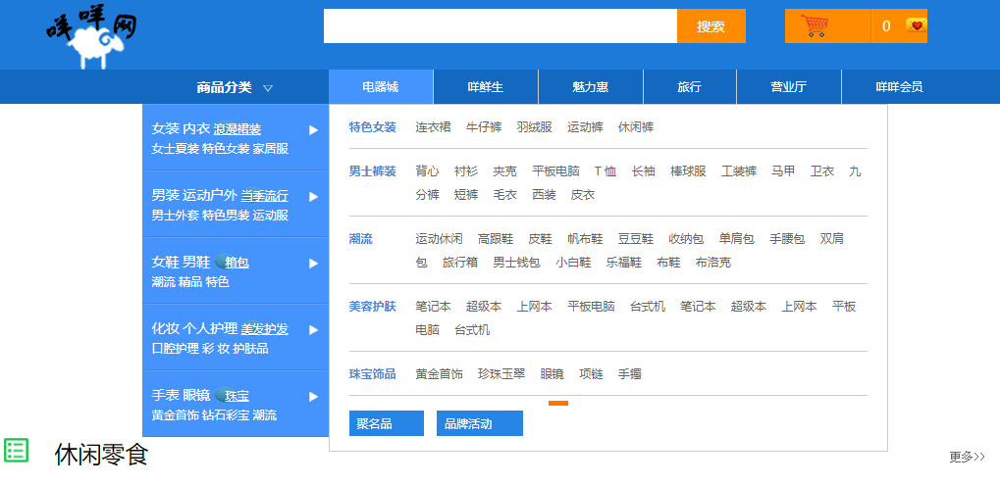 咩咩网
搜索
0
商品分类
电器城 咩鲜生 魅力惠 旅行 营业厅 咩咩会员
女装 内衣 浪漫裙装
女士夏装 特色女装 家居服
男装 运动户外 当季流行
男士外套 特色男装 运动服
女鞋 男鞋 箱包
潮流 精品 特色
化妆 个人护理 美发护发
口腔护理 彩 妆 护肤品
手表 眼镜 珠宝
黄金首饰 钻石彩宝 潮流
特色女装 连衣裙 牛仔裤 羽绒服 运动裤 休闲裤
男士裤装 背心 衬衫 夹克 平板电脑 T 恤 长袖 棒球服 工装裤 马甲 卫衣 九
分裤 短裤 毛衣 西装 皮衣
潮流 运动休闲 高跟鞋 皮鞋 帆布鞋 豆豆鞋 收纳包 单肩包 手腰包 双肩
包 旅行箱 男士钱包 小白鞋 乐福鞋 布鞋 布洛克
美容护肤 笔记本 超级本 上网本 平板电脑 台式机 笔记本 超级本 上网本 平板
电脑 台式机
珠宝饰品 黄金首饰 珍珠玉翠 眼镜 项链 手镯
聚名品 品牌活动
休闲零食
更多>>